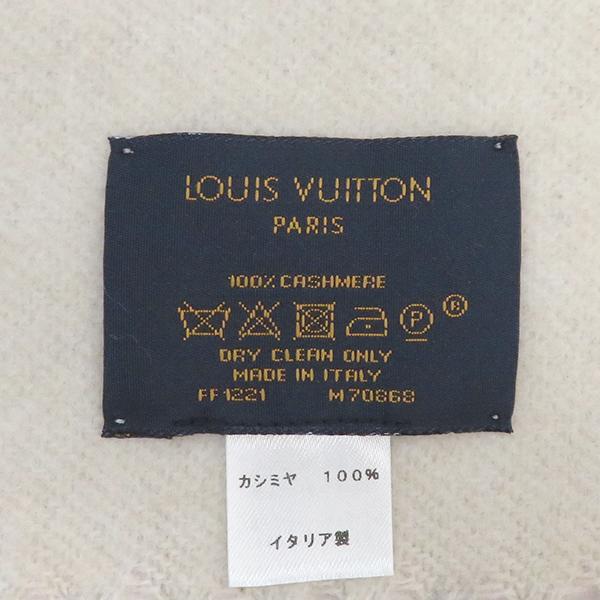 LOUIS VUITTON
PARIS
100% CASHMERE
P ®
DRY CLEAN ONLY
MADE IN ITALY
FF1221 M70868
カシミヤ 100%
イタリア製